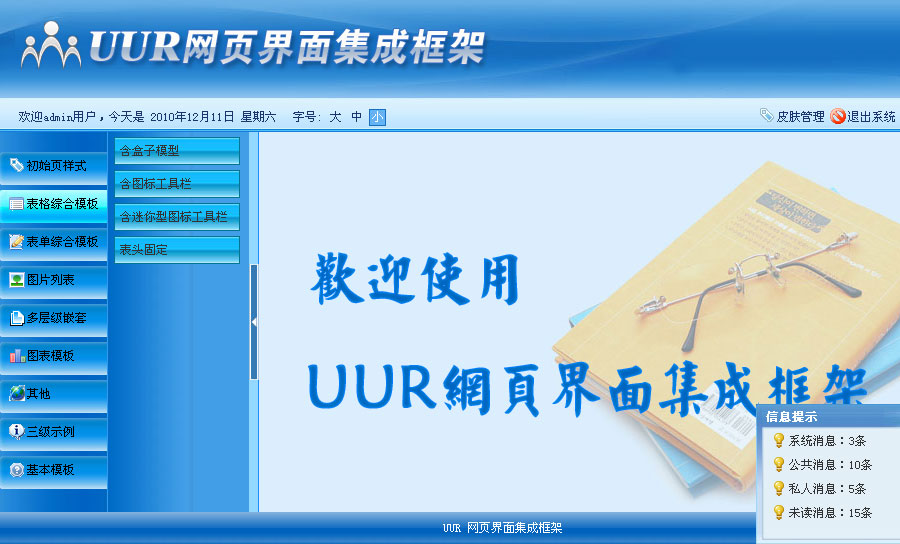 UUR网页界面集成框架
欢迎admin用户，今天是 2010年12月11日 星期六 字号: 大 中 小
皮肤管理 退出系统
初始页样式
表格综合模板
表单综合模板
图片列表
多层级嵌套
图表模板
其他
三级示例
基本模板
含盒子模型
含图标工具栏
含迷你型图标工具栏
表头固定
歡迎使用
UUR網頁界面集成框架
信息提示
系统消息：3条
公共消息：10条
私人消息：5条
未读消息：15条
UUR 网页界面集成框架